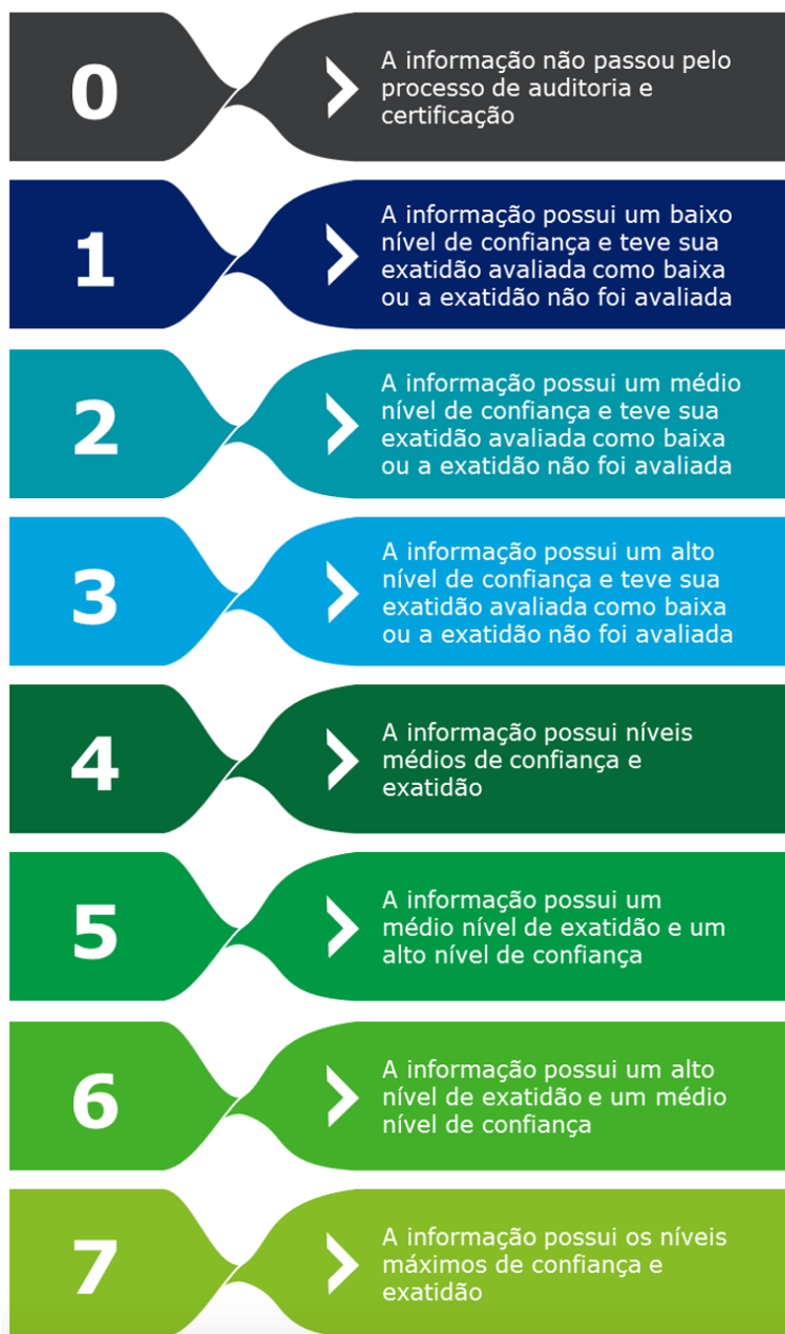 0
A informação não passou pelo
processo de auditoria e
certificação
1
A informação possui um baixo
nível de confiança e teve sua
exatidão avaliada como baixa
ou a exatidão não foi avaliada
2
A informação possui um médio
nível de confiança e teve sua
exatidão avaliada como baixa
ou a exatidão não foi avaliada
3
A informação possui um alto
nível de confiança e teve sua
exatidão avaliada como baixa
ou a exatidão não foi avaliada
4
A informação possui níveis
médios de confiança e
exatidão
5
A informação possui um
médio nível de exatidão e um
alto nível de confiança
6
A informação possui um alto
nível de exatidão e um médio
nível de confiança
7
A informação possui os níveis
máximos de confiança e
exatidão